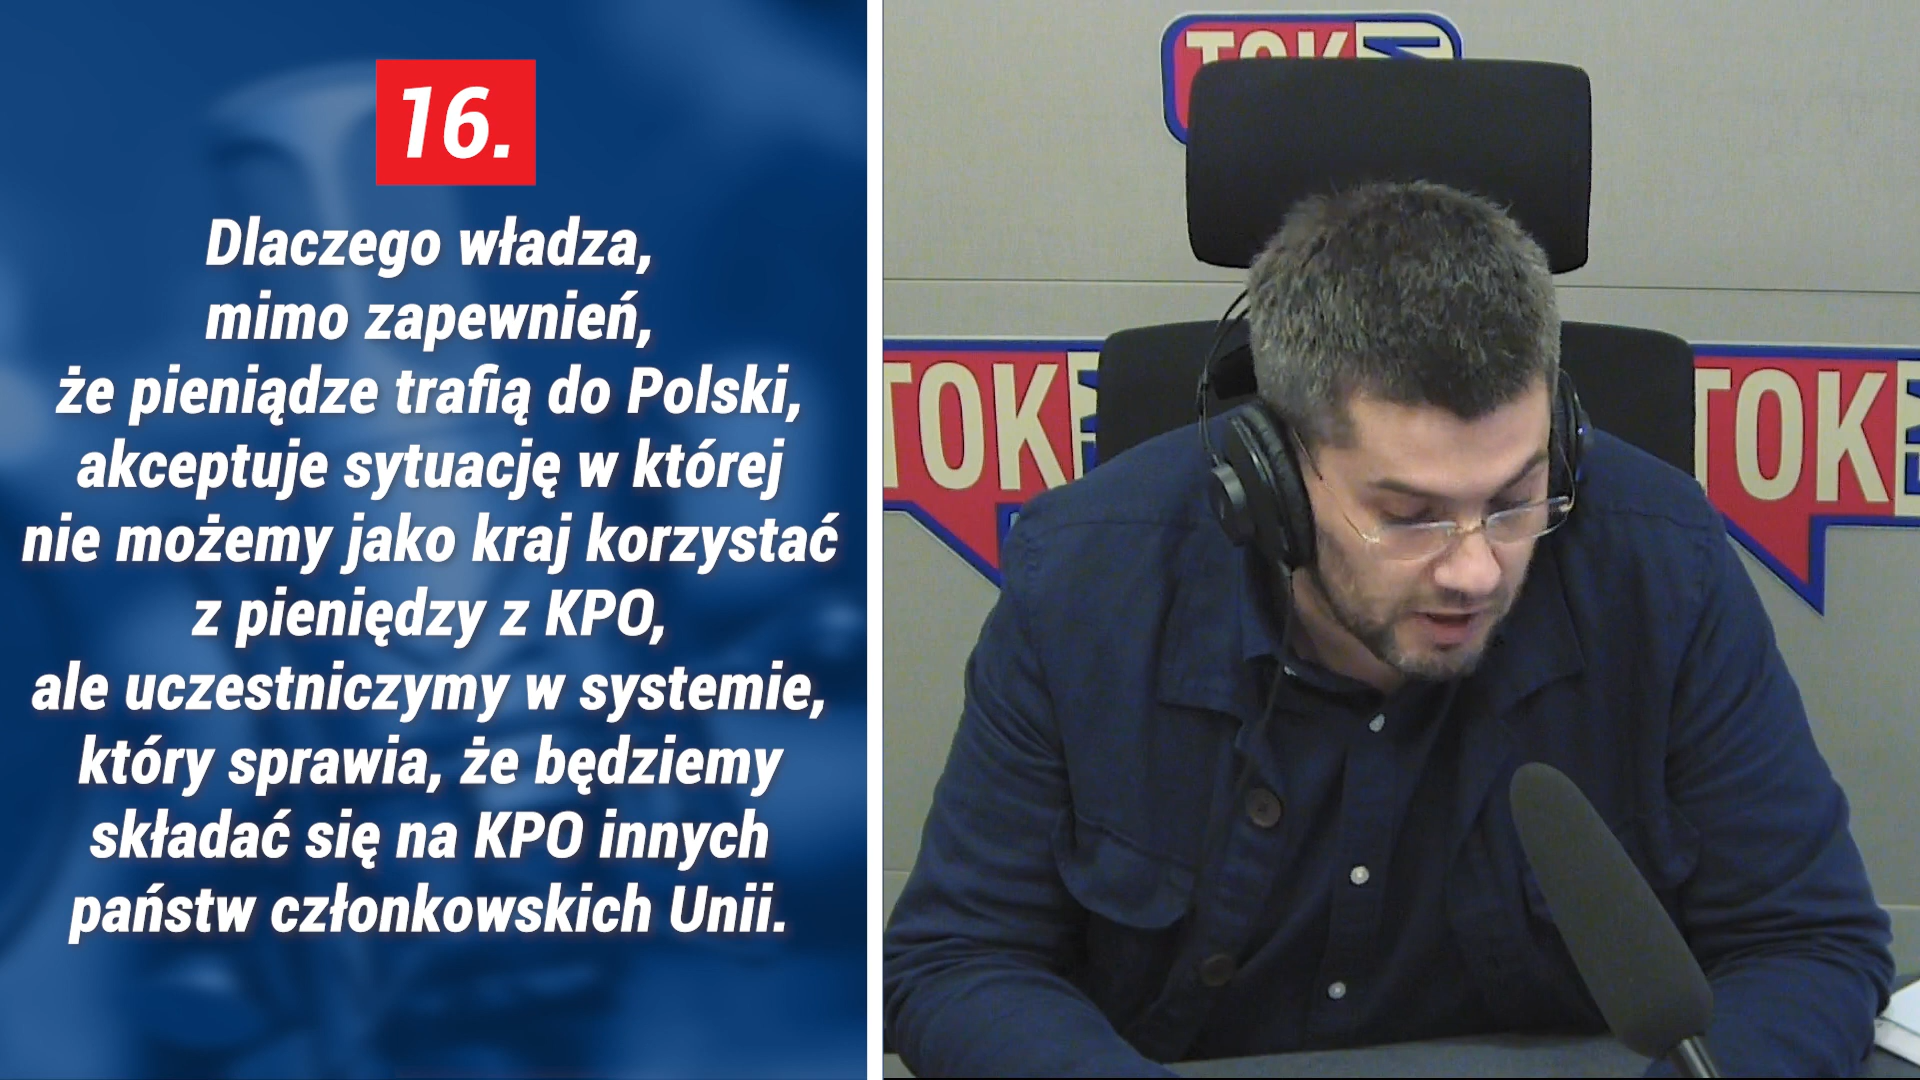 16.
Dlaczego władza,
mimo zapewnień,
że pieniądze trafią do Polski,
akceptuje sytuację w której
nie możemy jako kraj korzystać
z pieniędzy z KPO,
ale uczestniczymy w systemie,
który sprawia, że będziemy
składać się na KPO innych
państw członkowskich Unii.
TOK
TOK
TOK